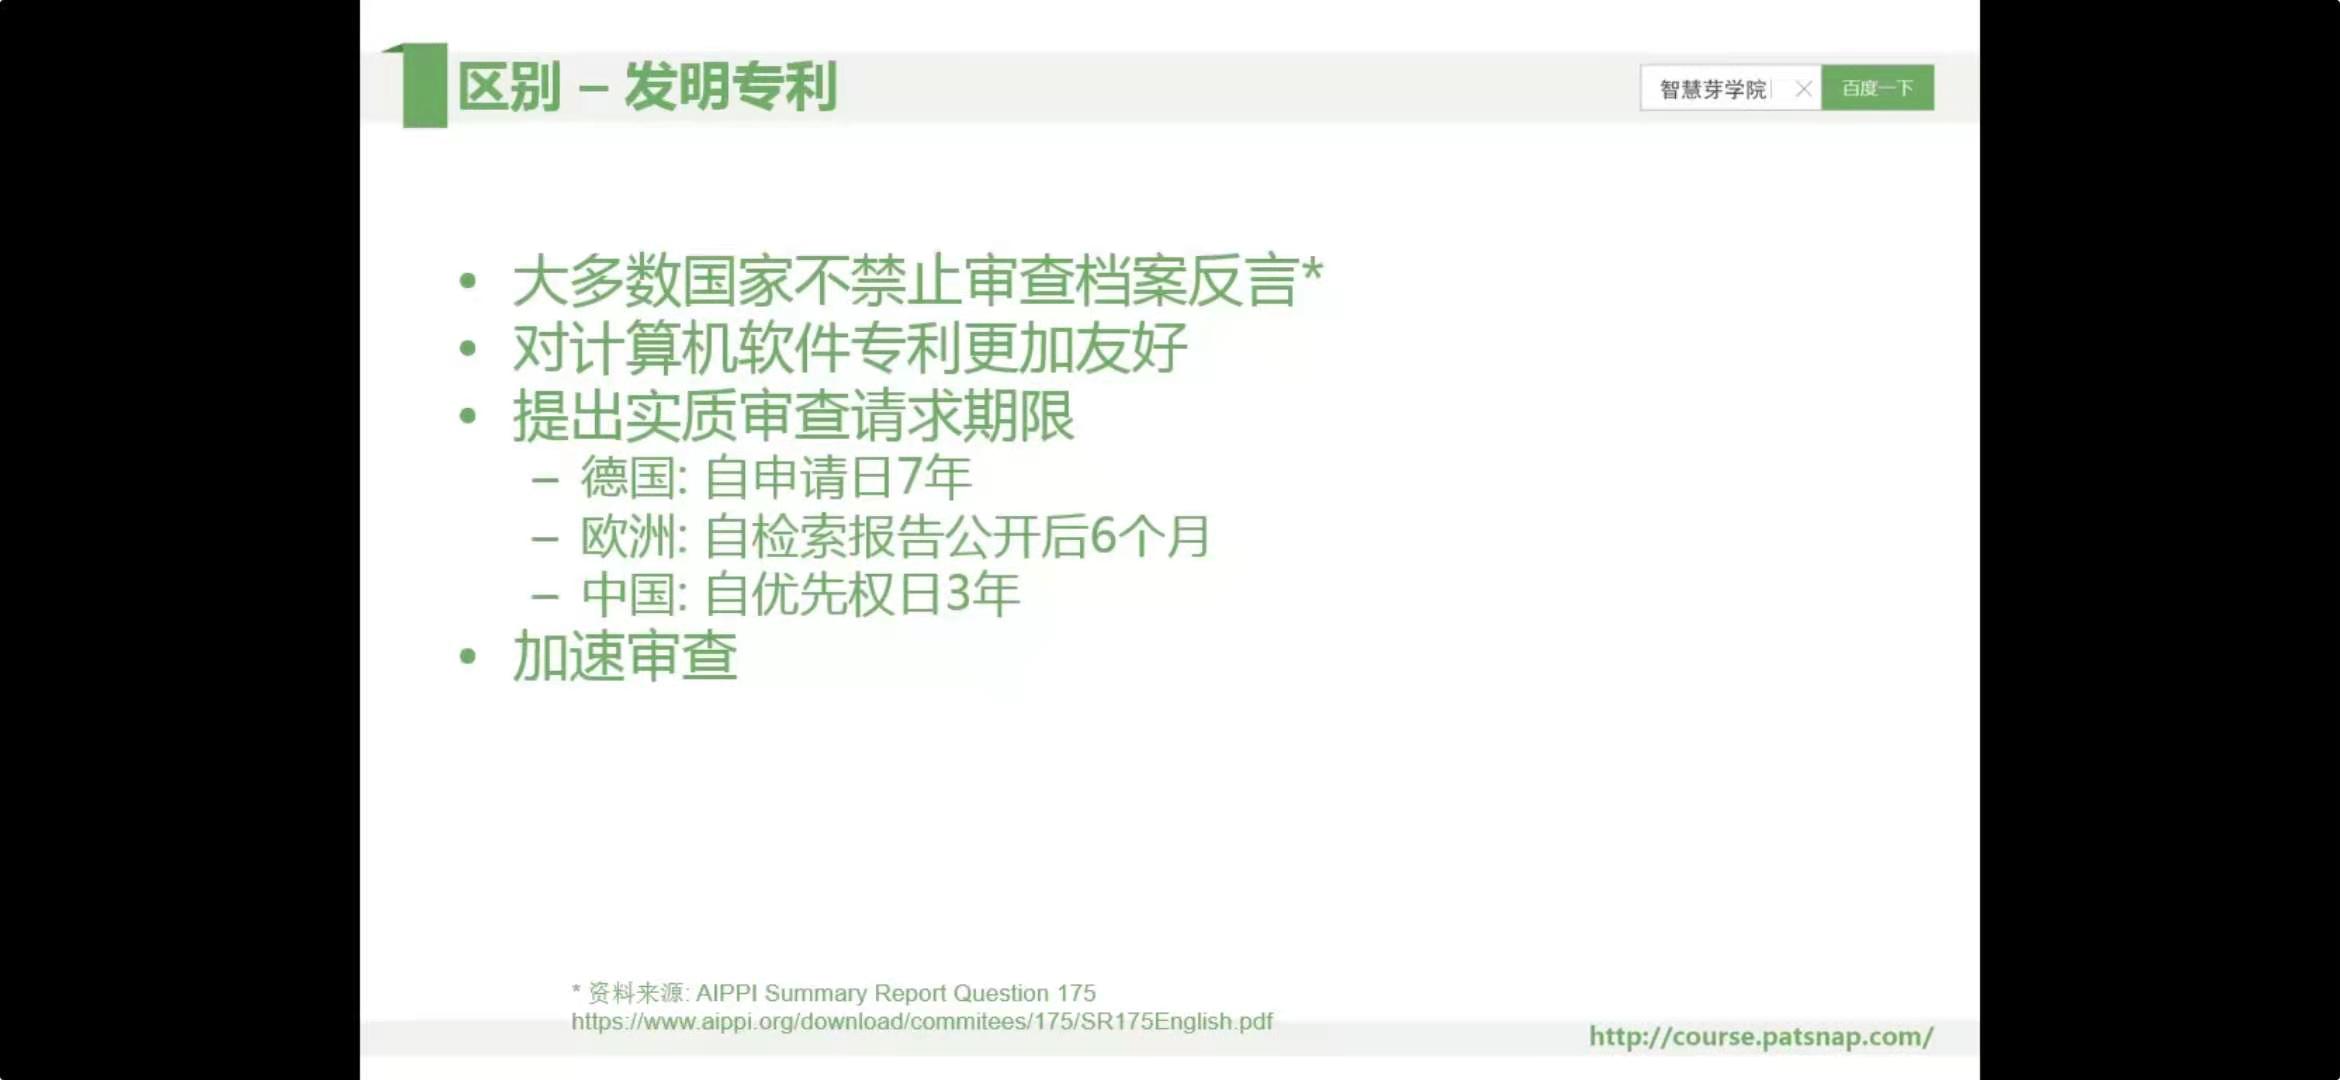 区别 – 发明专利
智慧芽学院
百度一下
• 大多数国家不禁止审查档案反言*
• 对计算机软件专利更加友好
• 提出实质审查请求期限
– 德国: 自申请日7年
– 欧洲: 自检索报告公开后6个月
– 中国: 自优先权日3年
• 加速审查
* 资料来源: AIPPI Summary Report Question 175
https://www.aippi.org/download/commitees/175/SR175English.pdf
http://course.patsnap.com/